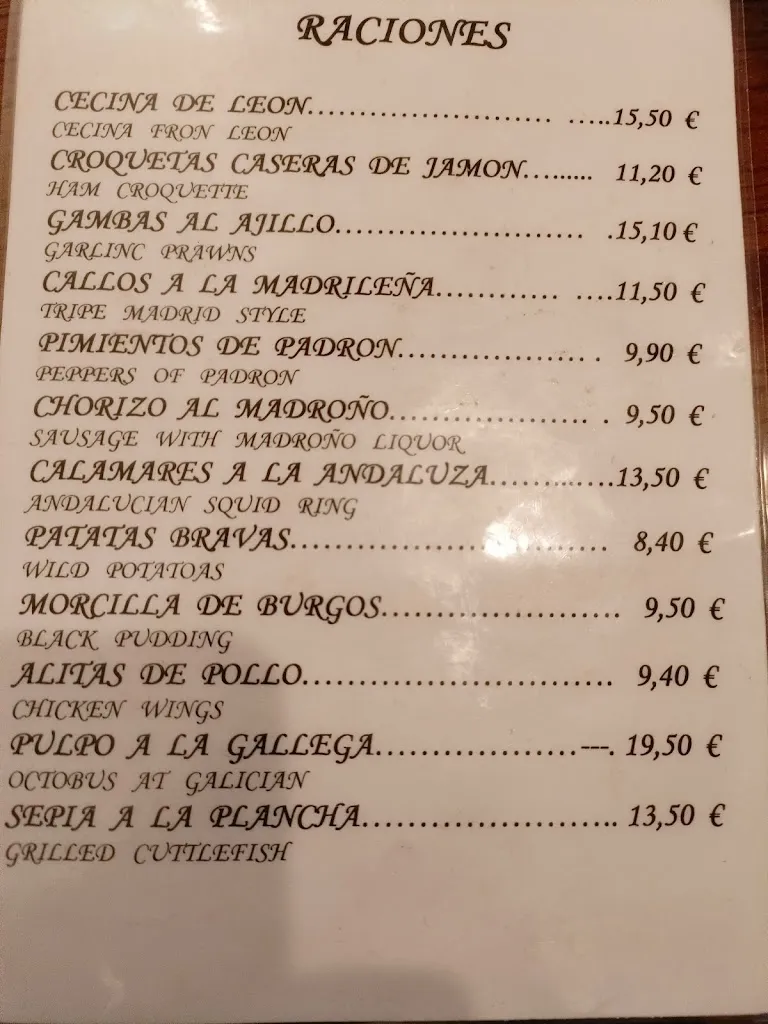 RACIONES
CECINA DE LEON........................ .....15,50 €
CECINA FRON LEON
CROQUETAS CASERAS DE JAMON......... 11,20 €
HAM CROQUETTE
GAMBAS AL AJILLO.......................... .15,10 €
GARLINC PRAWNS
CALLOS A LA MADRILEÑA............ ....11,50 €
TRIPE MADRID STYLE
PIMIENTOS DE PADRON.................. . 9,90 €
PEPPERS OF PADRON
CHORIZO AL MADROÑO.................... . 9,50 €
SAUSAGE WITH MADROÑO LIQUOR
CALAMARES A LA ANDALUZA...............13,50 €
ANDALUCIAN SQUID RING
PATATAS BRAVAS................................ 8,40 €
WILD POTATOAS
MORCILLA DE BURGOS........................ 9,50 €
BLACK PUDDING
ALITAS DE POLLO............................... 9,40 €
CHICKEN WINGS
PULPO A LA GALLEGA....................---. 19,50 €
OCTOBUS AT GALICIAN
SEPIA A LA PLANCHA......................... 13,50 €
GRILLED CUTTLEFISH